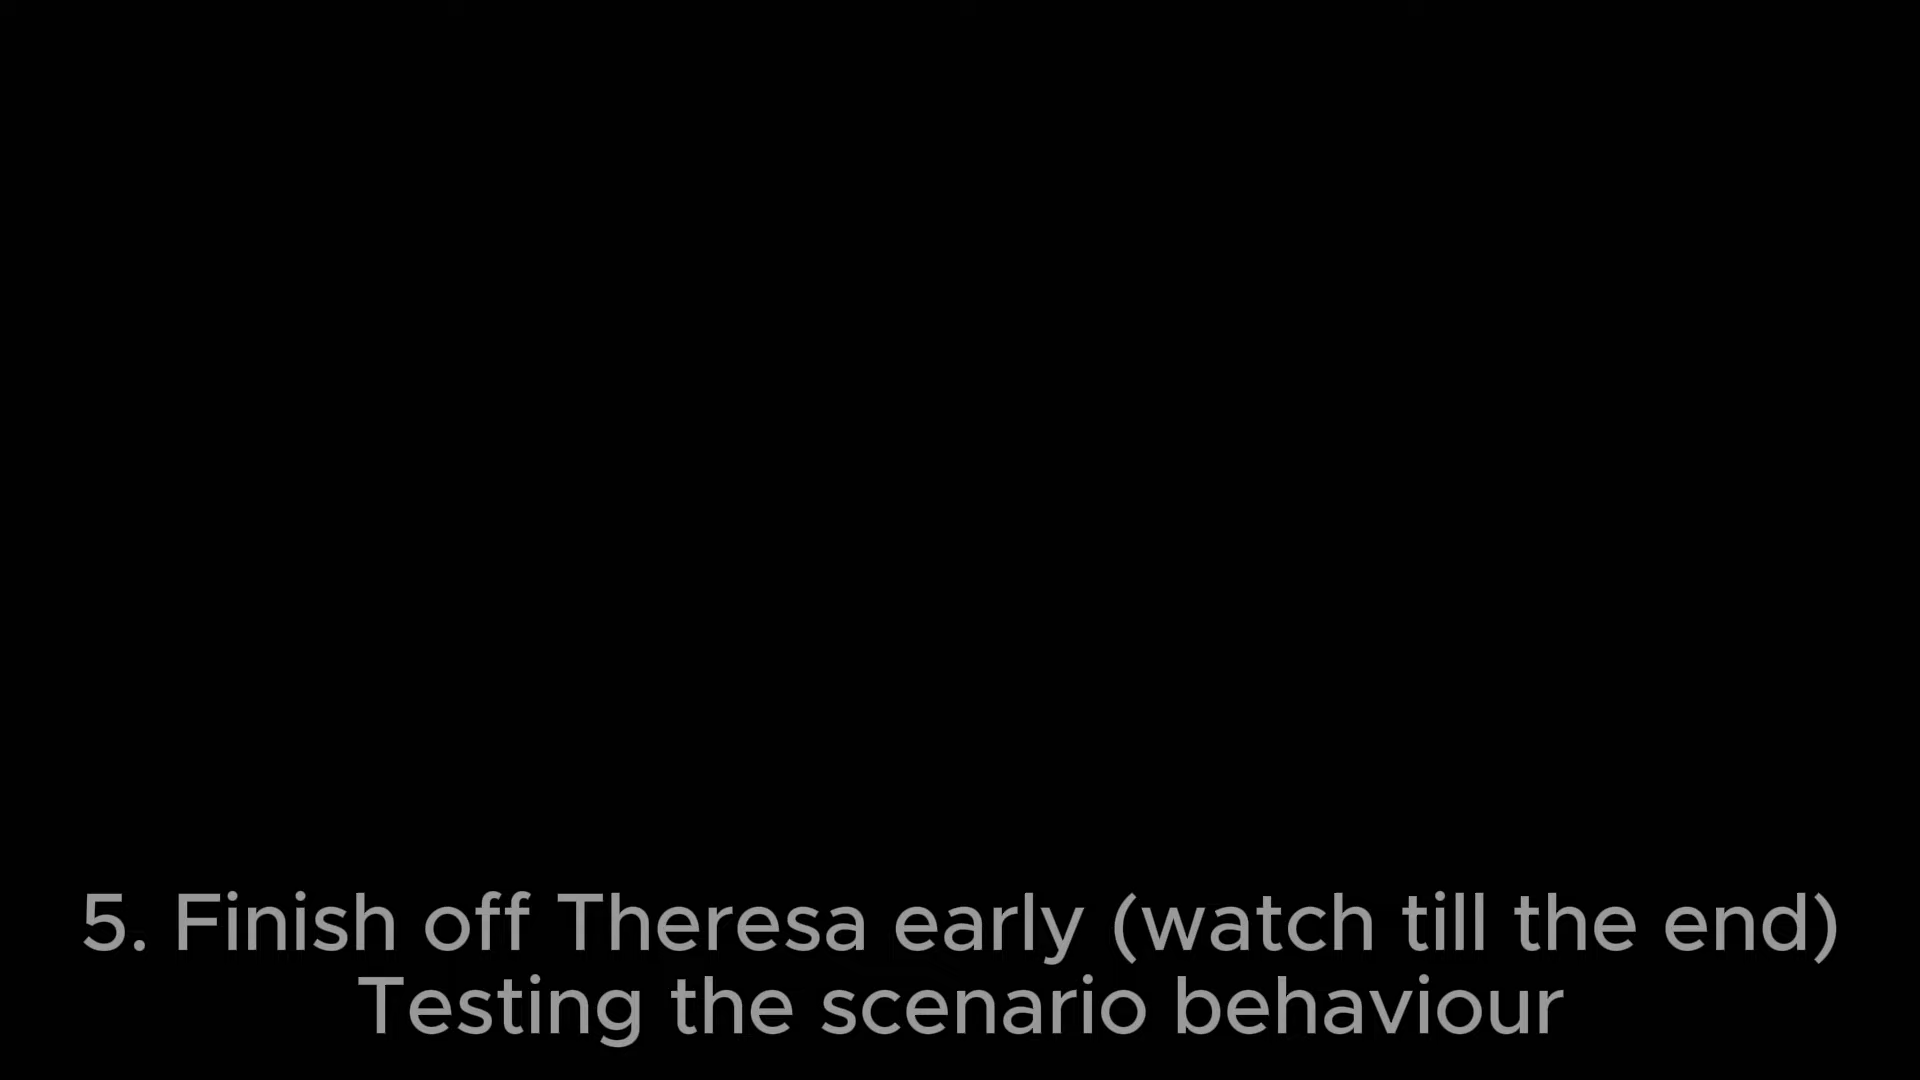 5. Finish off Theresa early (watch till the end)
Testing the scenario behaviour